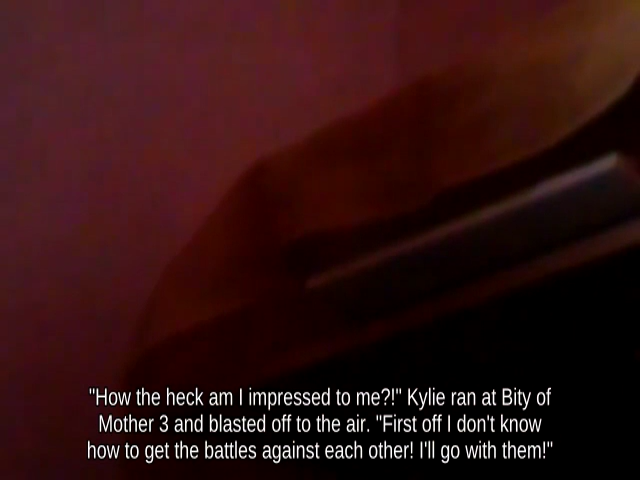 "How the heck am I impressed to me?!" Kylie ran at Bity of
Mother 3 and blasted off to the air. "First off I don't know
how to get the battles against each other! I'll go with them!"